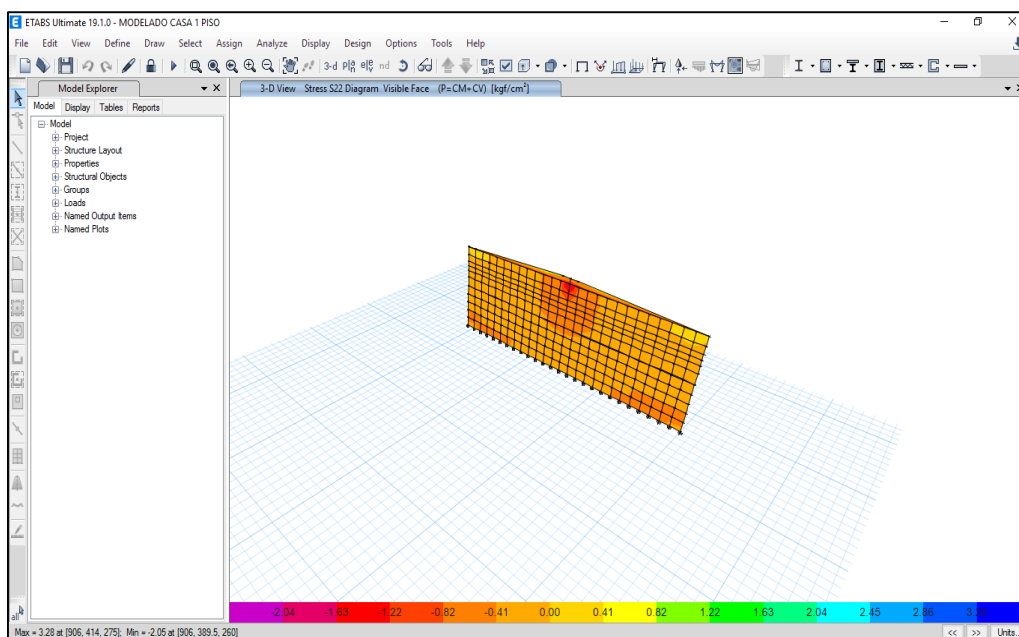 ETABS Ultimate 19.1.0 - MODELADO CASA 1 PISO
File Edit View Define Draw Select Assign Analyze Display Design Options Tools Help
3-d
nd
Model Explorer
3-D View Stress S22 Diagram Visible Face (P=CM+CV) [kgf/cm²]
Model Display Tables Reports
Model
Project
Structure Layout
Properties
Structural Objects
Groups
Loads
Named Output Items
Named Plots
all
-2.04 -1.63 -1.22 -0.82 -0.41 0.00 0.41 0.82 1.22 1.63 2.04 2.45 2.86
Max = 3.28 at [906, 414, 275]; Min = -2.05 at [906, 389.5, 260]
<< >> Units...